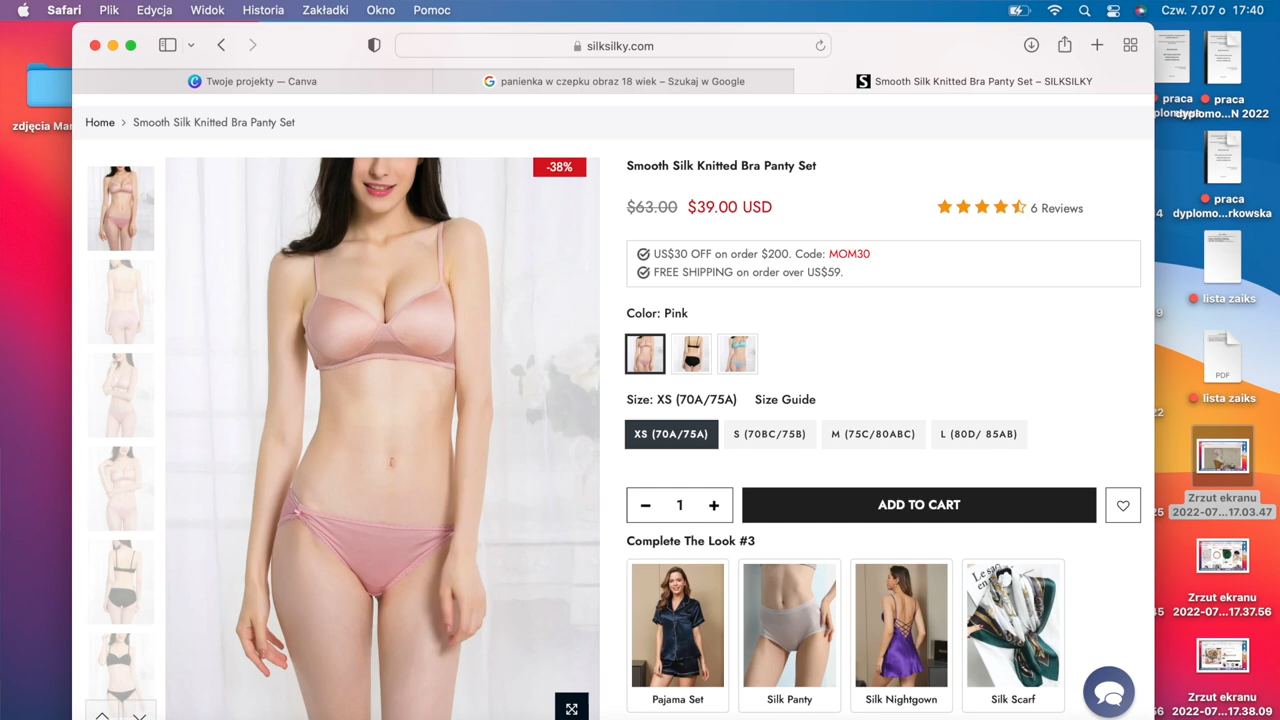 Safari Plik Edycja Widok Historia Zakładki Okno Pomoc Czw. 7.07 o 17:40
silksilky.com
Twoje projekty — Canva
w czepku obraz 18 wiek – Szukaj w Google
Smooth Silk Knitted Bra Panty Set – SILKSILKY
Home > Smooth Silk Knitted Bra Panty Set
-38%
Smooth Silk Knitted Bra Panty Set
$63.00 $39.00 USD
6 Reviews
US$30 OFF on order $200. Code: MOM30
FREE SHIPPING on order over US$59.
Color: Pink
Size: XS (70A/75A) Size Guide
XS (70A/75A) S (70BC/75B) M (75C/80ABC) L (80D/ 85AB)
- 1 +
ADD TO CART
Complete The Look #3
Pajama Set
Silk Panty
Silk Nightgown
Le sac
Silk Scarf
zdjęcia Mar
praca
praca
dyplomo...N 2022
praca
dyplomo...rkowska
lista zaiks
PDF
lista zaiks
Zrzut ekranu
2022-07...17.03.47
Zrzut ekranu
2022-07...17.37.56
Zrzut ekranu
2022-07...17.38.09